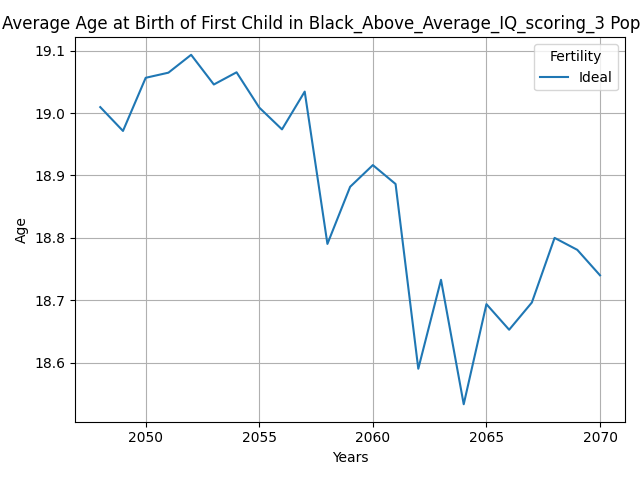 Average Age at Birth of First Child in Black_Above_Average_IQ_scoring_3 Pop
Fertility
Ideal
19.1
19.0
18.9
18.8
18.7
18.6
Age
2050 2055 2060 2065 2070
Years